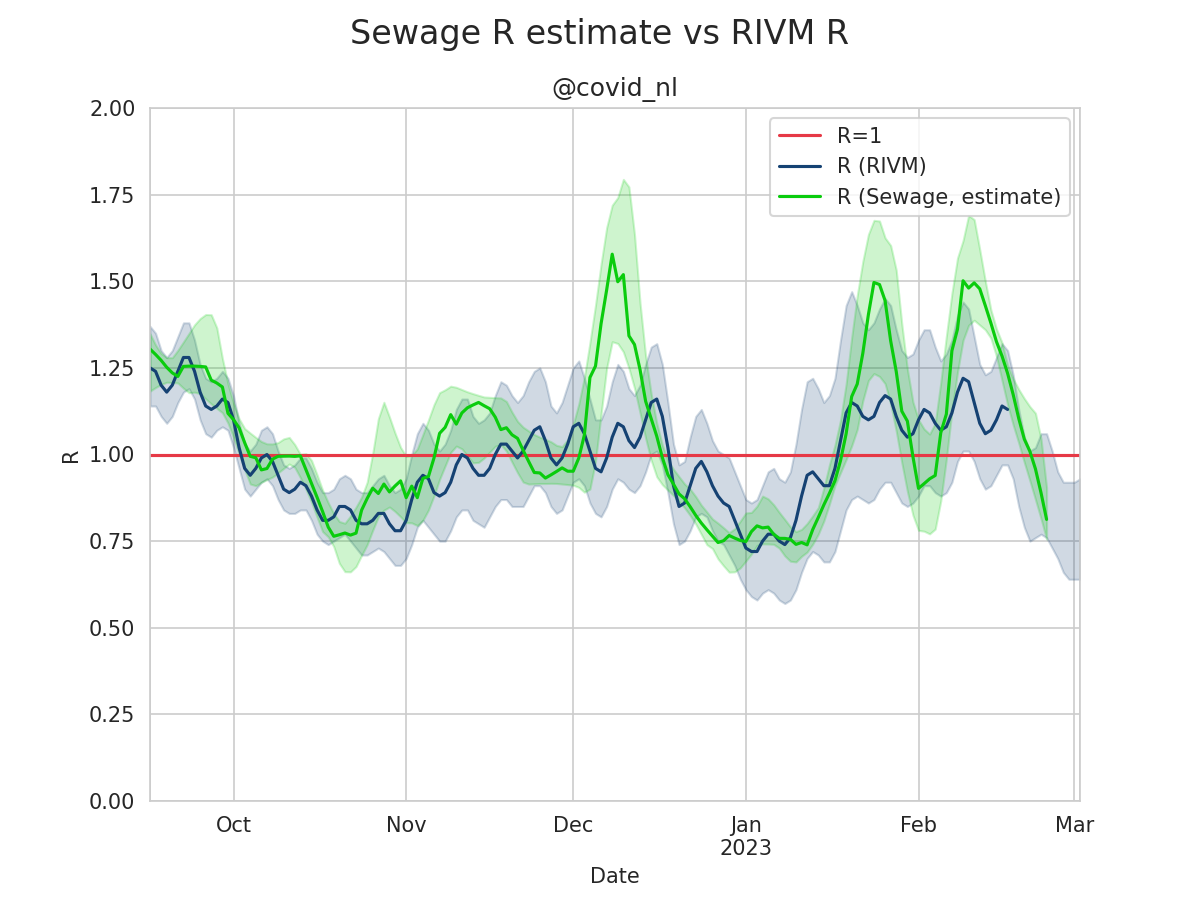 Sewage R estimate vs RIVM R
@covid_nl
R=1
R (RIVM)
R (Sewage, estimate)
2.00
1.75
1.50
1.25
1.00
0.75
0.50
0.25
0.00
R
Oct
Nov
Dec
Jan
2023
Feb
Mar
Date